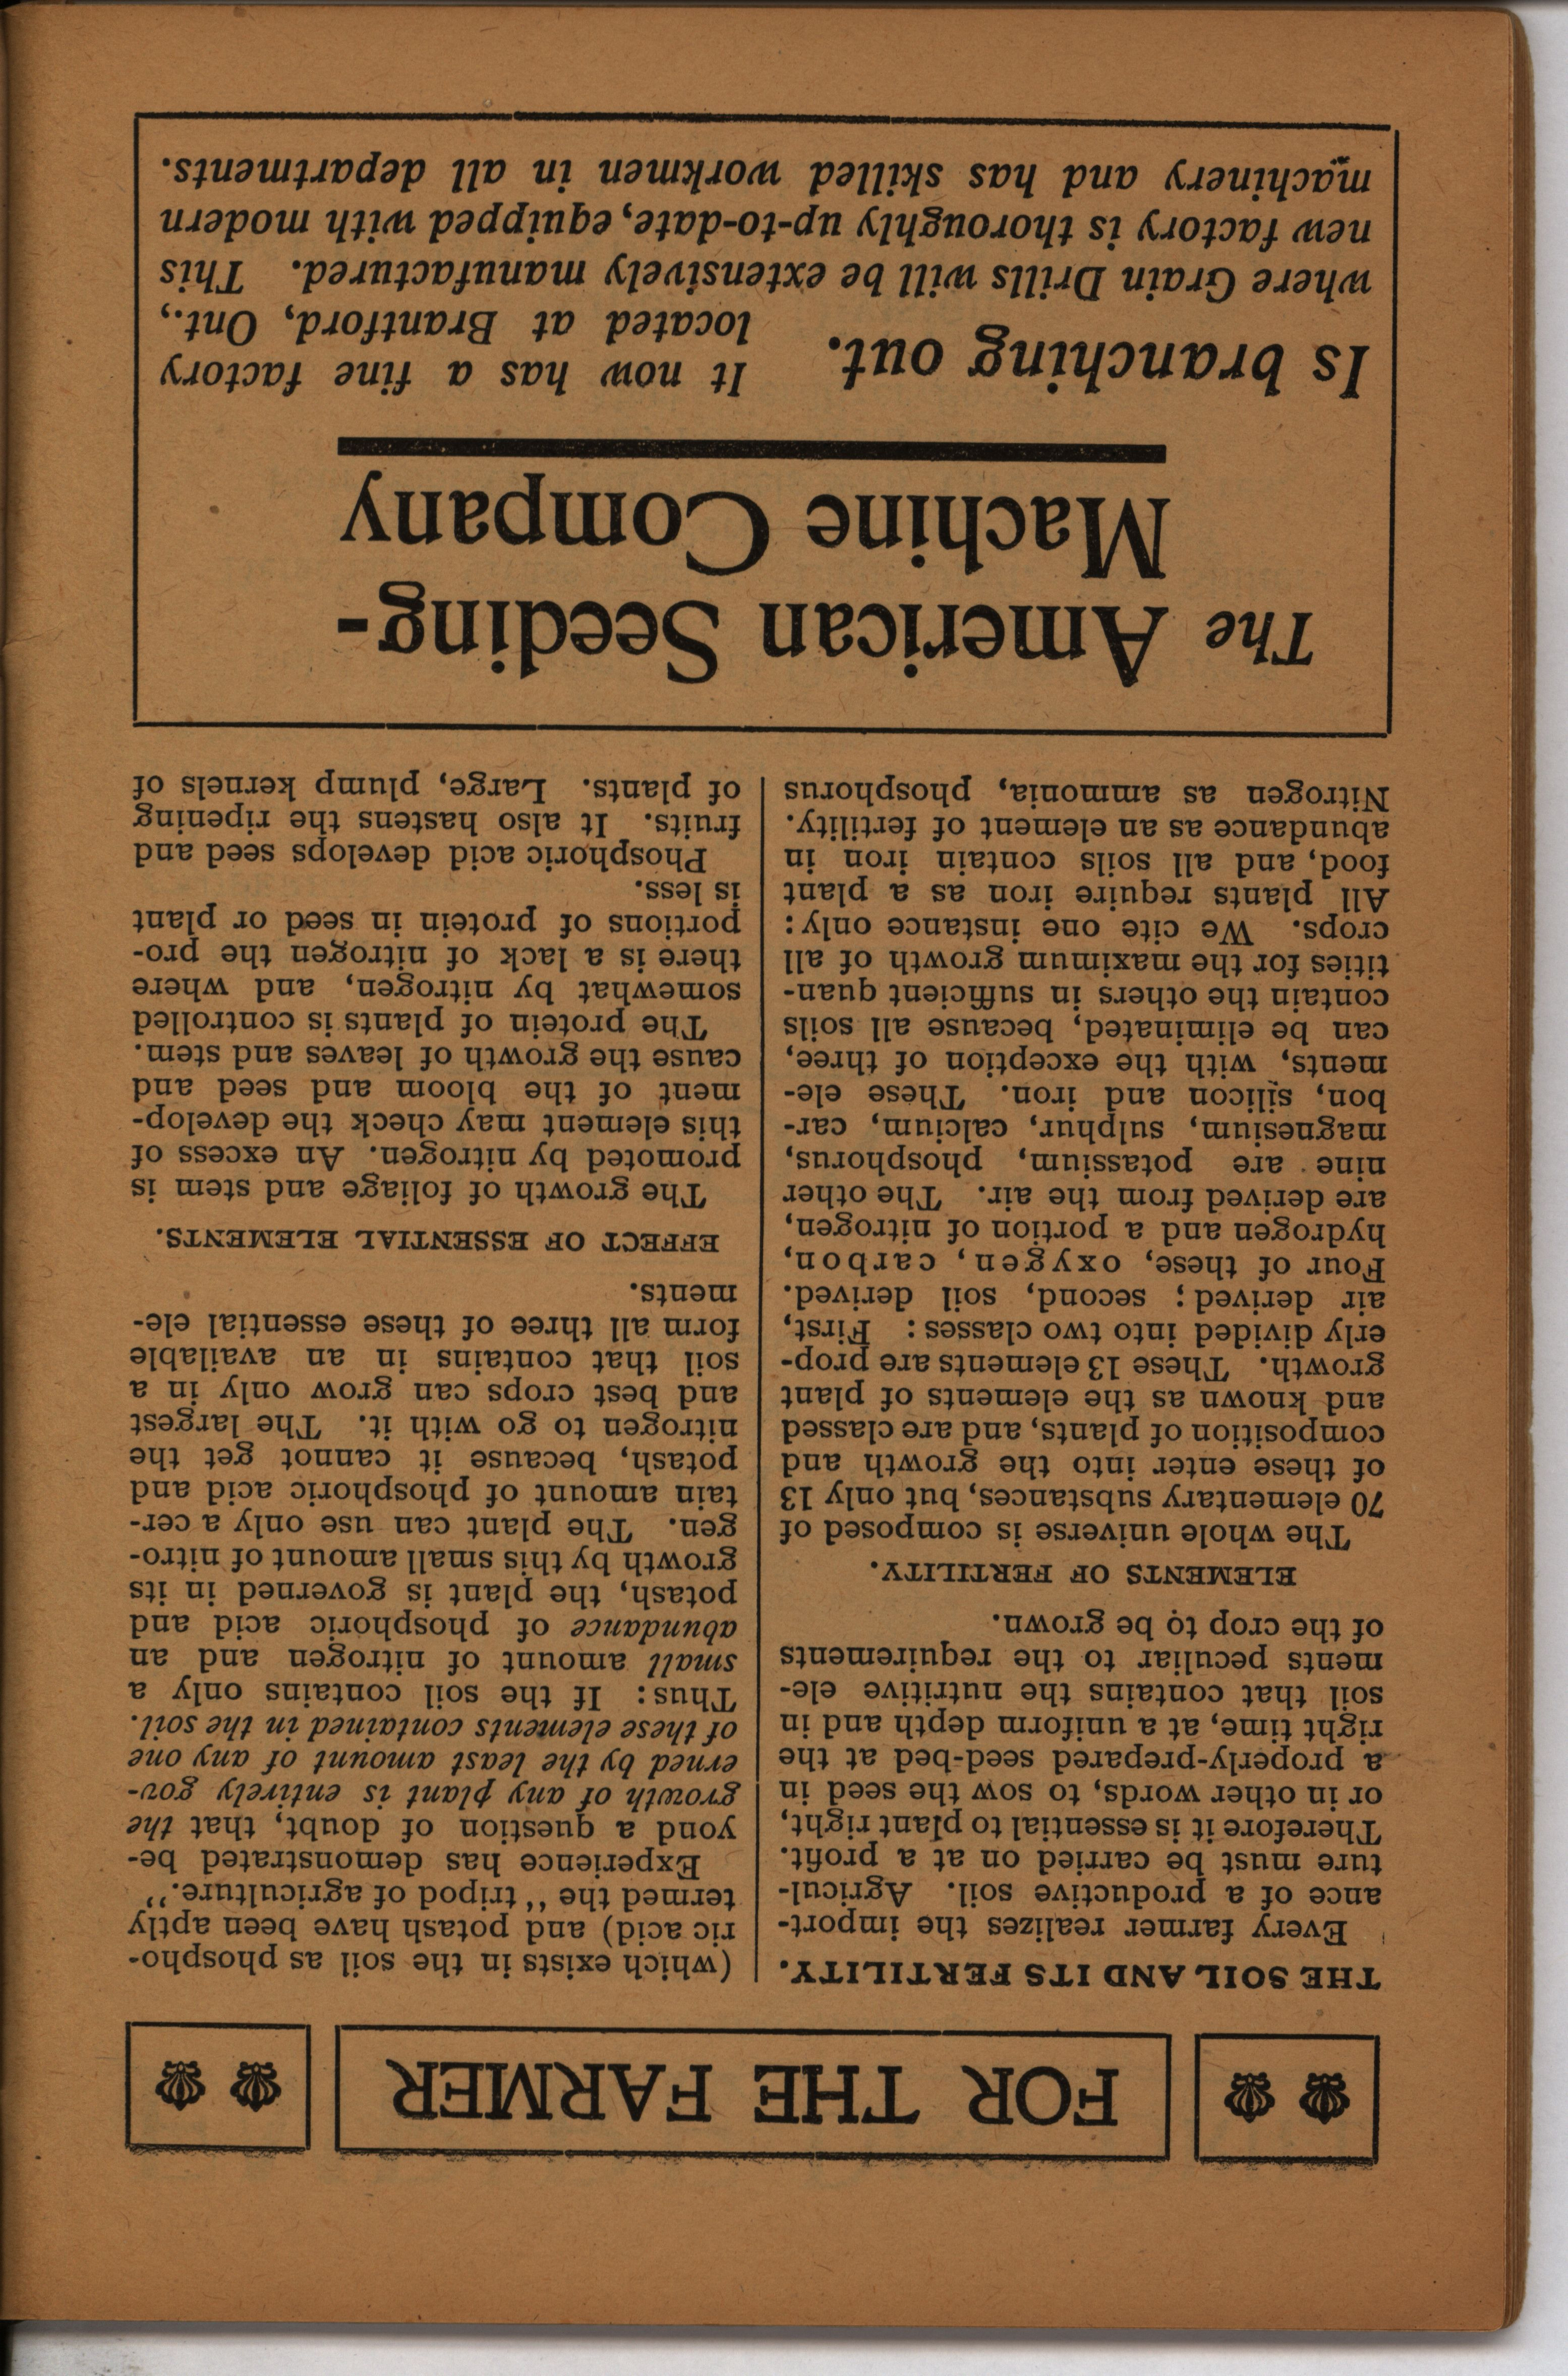 FOR THE FARMER
THE SOIL AND ITS FERTILITY.
Every farmer realizes the import-
ance of a productive soil. Agricul-
ture must be carried on at a profit.
Therefore it is essential to plant right,
or in other words, to sow the seed in
a properly-prepared seed-bed at the
right time, at a uniform depth and in
soil that contains the nutritive ele-
ments peculiar to the requirements
of the crop to be grown.
ELEMENTS OF FERTILITY.
The whole universe is composed of
70 elementary substances, but only 13
of these enter into the growth and
composition of plants, and are classed
and known as the elements of plant
growth. These 13 elements are prop-
erly divided into two classes: First,
air derived; second, soil derived.
Four of these, oxygen, carbon,
hydrogen and a portion of nitrogen,
are derived from the air. The other
nine are potassium, phosphorus,
magnesium, sulphur, calcium, car-
bon, silicon and iron. These ele-
ments, with the exception of three,
can be eliminated, because all soils
contain the others in sufficient quan-
tities for the maximum growth of all
crops. We cite one instance only:
All plants require iron as a plant
food, and all soils contain iron in
abundance as an element of fertility.
Nitrogen as ammonia, phosphorus
(which exists in the soil as phospho-
ric acid) and potash have been aptly
termed the "tripod of agriculture."
Experience has demonstrated be-
yond a question of doubt, that the
growth of any plant is entirely gov-
erned by the least amount of any one
of these elements contained in the soil.
Thus: If the soil contains only a
small amount of nitrogen and an
abundance of phosphoric acid and
potash, the plant is governed in its
growth by this small amount of nitro-
gen. The plant can use only a cer-
tain amount of phosphoric acid and
potash, because it cannot get the
nitrogen to go with it. The largest
and best crops can grow only in a
soil that contains in an available
form all three of these essential ele-
ments.
EFFECT OF ESSENTIAL ELEMENTS.
The growth of foliage and stem is
promoted by nitrogen. An excess of
this element may check the develop-
ment of the bloom and seed and
cause the growth of leaves and stem.
The protein of plants is controlled
somewhat by nitrogen, and where
there is a lack of nitrogen the pro-
portions of protein in seed or plant
is less.
Phosphoric acid develops seed and
fruits. It also hastens the ripening
of plants. Large, plump kernels of
The American Seeding-
Machine Company
Is branching out.
It now has a fine factory
located at Brantford, Ont.,
where Grain Drills will be extensively manufactured. This
new factory is thoroughly up-to-date, equipped with modern
machinery and has skilled workmen in all departments.